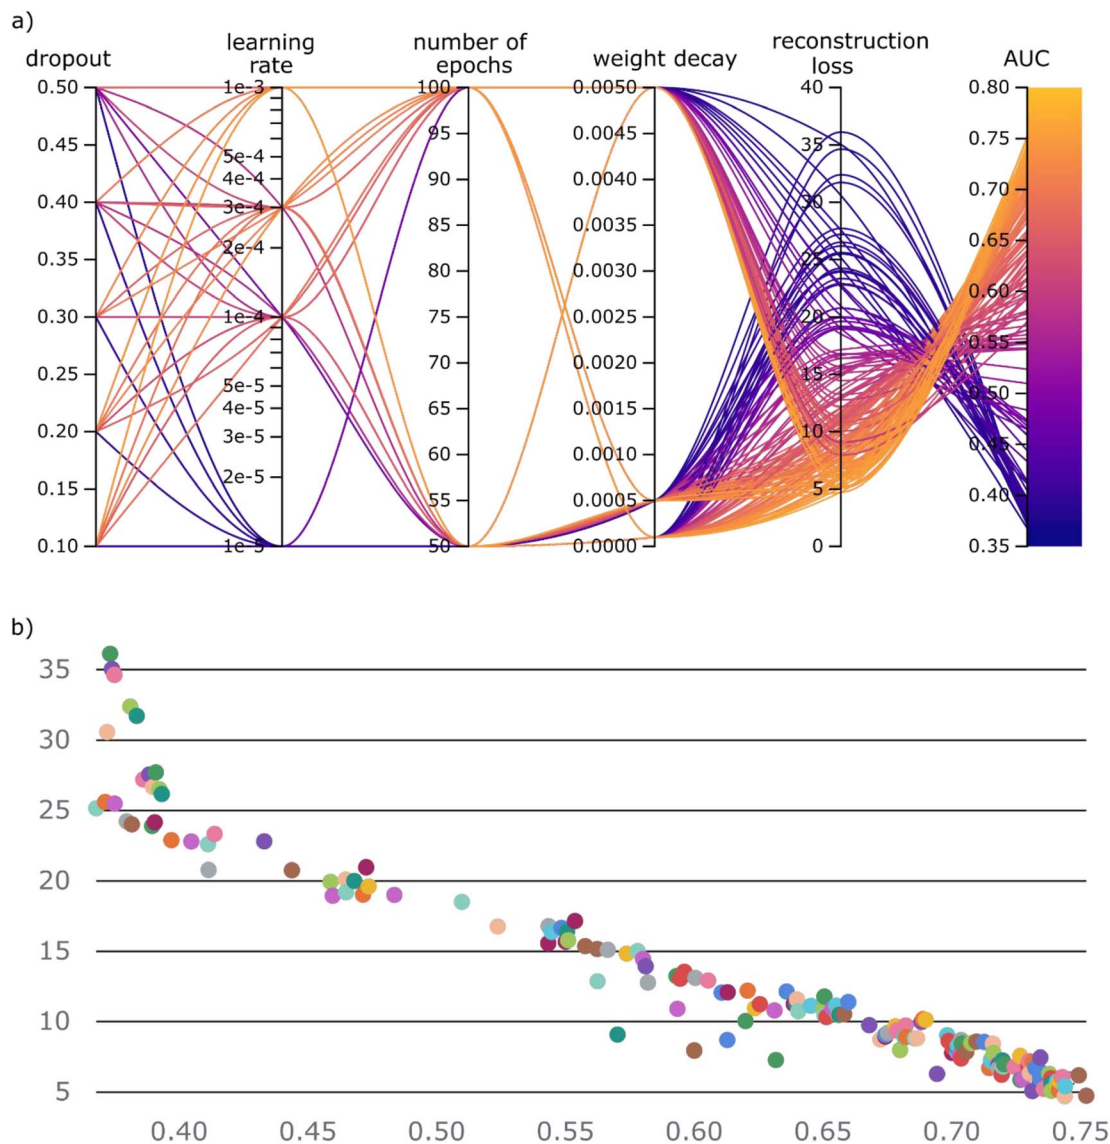 a)
dropout
learning
rate
number of
epochs
weight decay
reconstruction
loss
AUC
0.50
0.45
0.40
0.35
0.30
0.25
0.20
0.15
0.10
1e-3
5e-4
4e-4
3e-4
2e-4
1e-4
5e-5
4e-5
3e-5
2e-5
1e-5
100
95
90
85
80
75
70
65
60
55
50
0.0050
0.0045
0.0040
0.0035
0.0030
0.0025
0.0020
0.0015
0.0010
0.0005
0.0000
40
35
30
25
20
15
10
5
0
0.80
0.75
0.70
0.65
0.60
0.55
0.50
0.45
0.40
0.35
b)
35
30
25
20
15
10
5
0.40 0.45 0.50 0.55 0.60 0.65 0.70 0.75